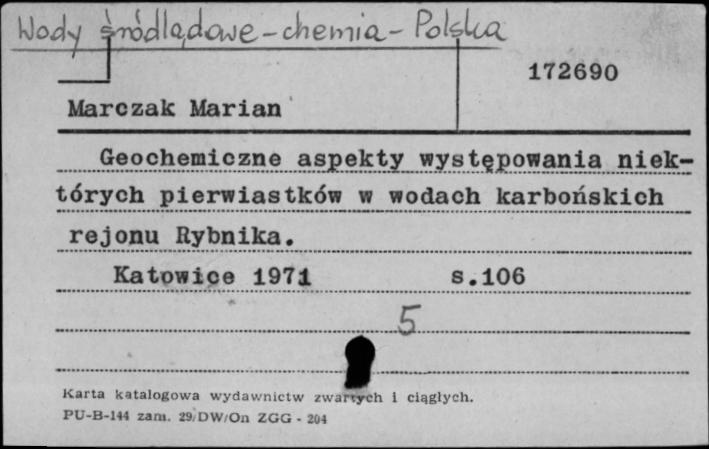 Wody śródlądowe - chemia - Polska
172690
Marczak Marian
Geochemiczne aspekty występowania niek-
tórych pierwiastków w wodach karbońskich
rejonu Rybnika.
Katowice 1971 s.106
5
Karta katalogowa wydawnictw zwartych i ciągłych.
PU-B-144 zam. 29/DW/On ZGG - 204